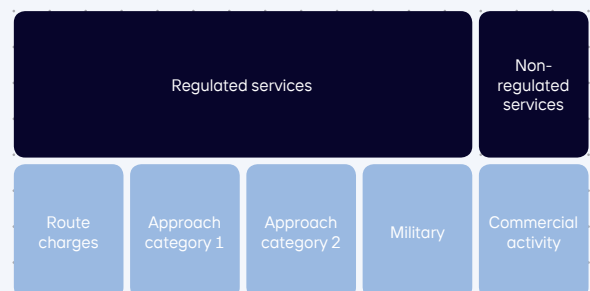 Regulated services
Non-
regulated
services
Route
charges
Approach
category 1
Approach
category 2
Military
Commercial
activity